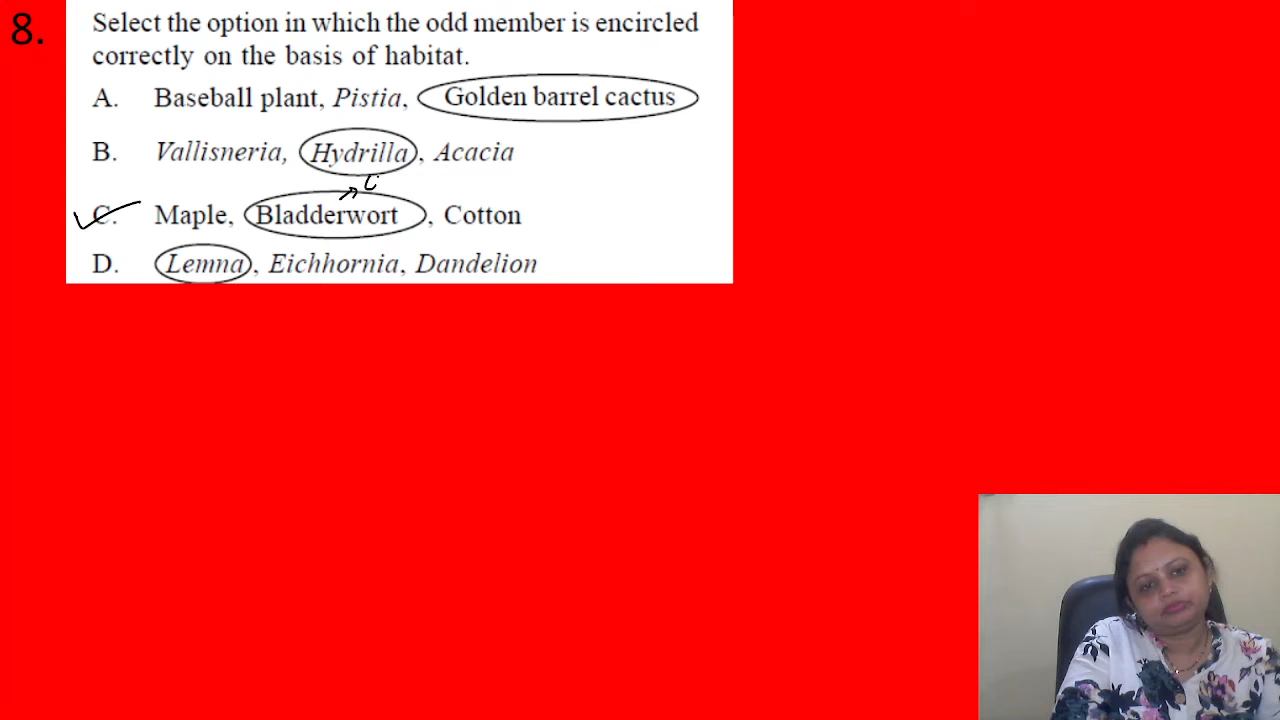 8. Select the option in which the odd member is encircled
correctly on the basis of habitat.
A. Baseball plant, Pistia, Golden barrel cactus
B. Vallisneria, Hydrilla, Acacia
C. Maple, Bladderwort, Cotton
D. Lemna, Eichhornia, Dandelion